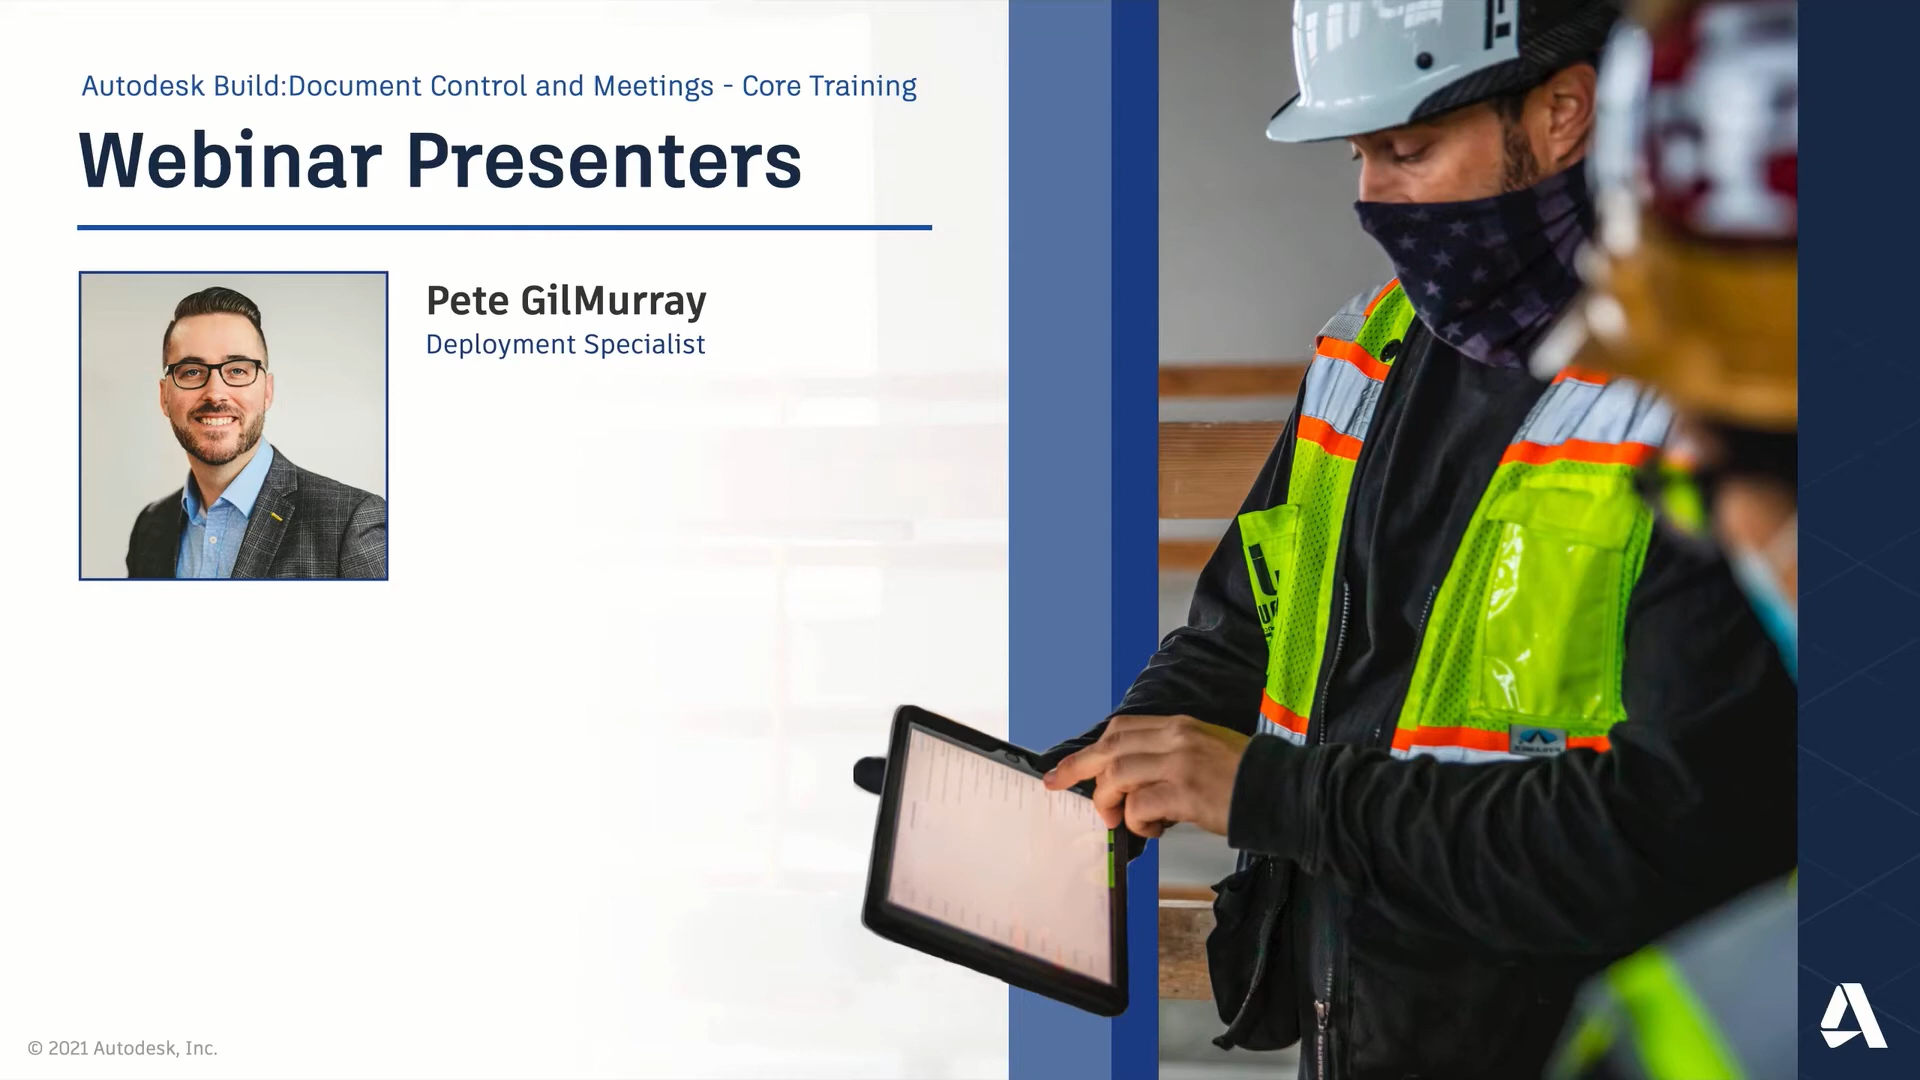 Autodesk Build:Document Control and Meetings - Core Training
Webinar Presenters
Pete GilMurray
Deployment Specialist
© 2021 Autodesk, Inc.